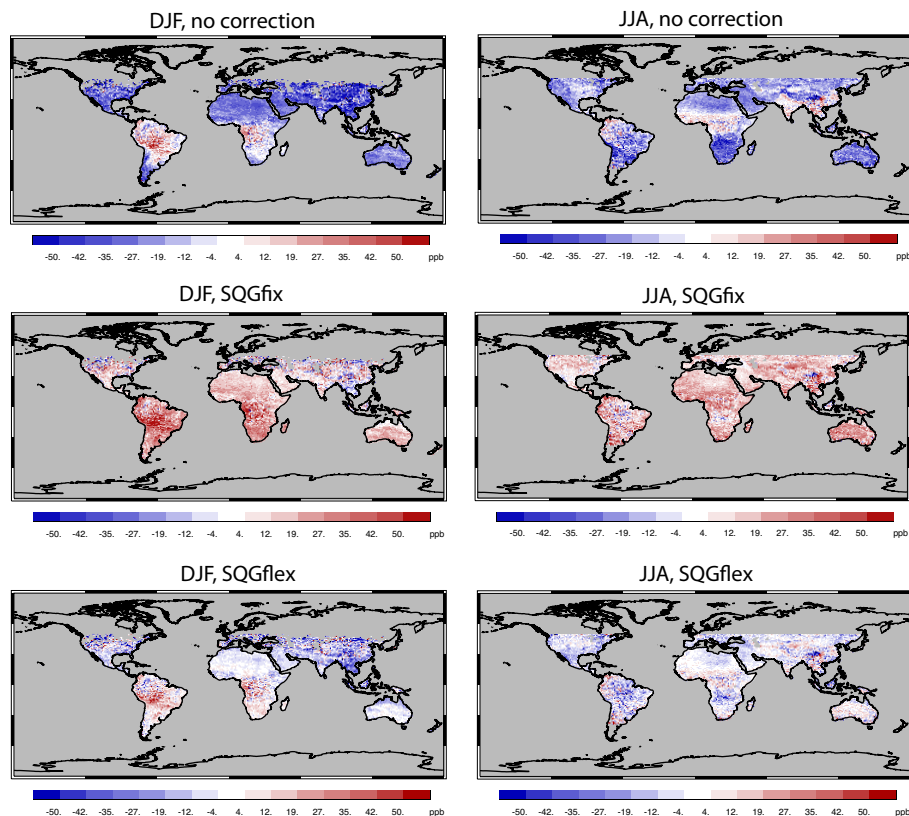 DJF, no correction
JJA, no correction
-50. -42. -35. -27. -19. -12. -4. 4. 12. 19. 27. 35. 42. 50. ppb
-50. -42. -35. -27. -19. -12. -4. 4. 12. 19. 27. 35. 42. 50. ppb
DJF, SQGfix
JJA, SQGfix
-50. -42. -35. -27. -19. -12. -4. 4. 12. 19. 27. 35. 42. 50. ppb
-50. -42. -35. -27. -19. -12. -4. 4. 12. 19. 27. 35. 42. 50. ppb
DJF, SQGflex
JJA, SQGflex
-50. -42. -35. -27. -19. -12. -4. 4. 12. 19. 27. 35. 42. 50. ppb
-50. -42. -35. -27. -19. -12. -4. 4. 12. 19. 27. 35. 42. 50. ppb